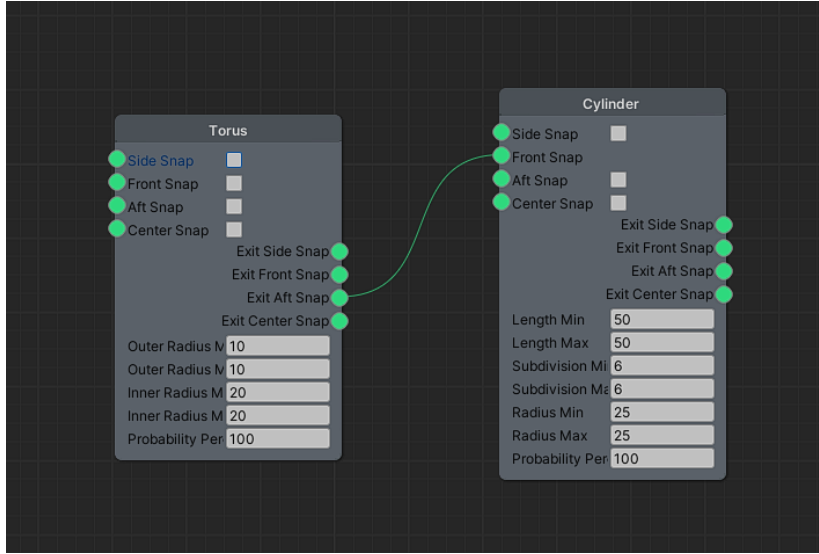 Torus
Side Snap
Front Snap
Aft Snap
Center Snap
Exit Side Snap
Exit Front Snap
Exit Aft Snap
Exit Center Snap
Outer Radius M 10
Outer Radius M 10
Inner Radius M 20
Inner Radius M 20
Probability Per 100
Cylinder
Side Snap
Front Snap
Aft Snap
Center Snap
Exit Side Snap
Exit Front Snap
Exit Aft Snap
Exit Center Snap
Length Min 50
Length Max 50
Subdivision Mi 6
Subdivision Ma 6
Radius Min 25
Radius Max 25
Probability Per 100